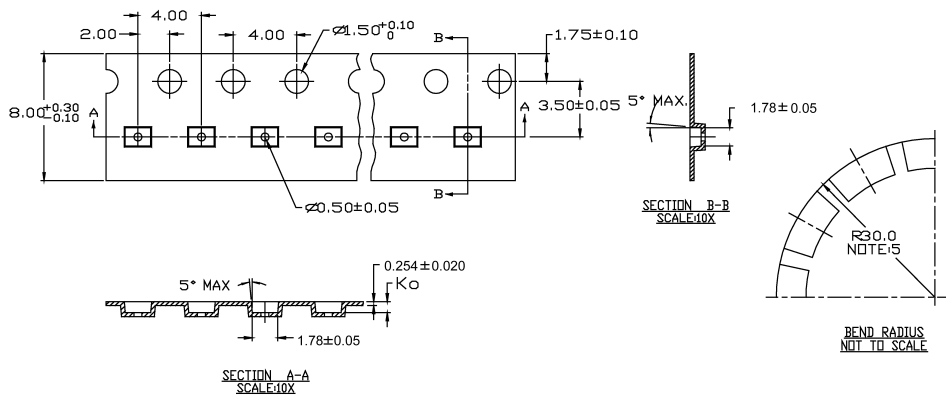 4.00
2.00
4.00
⌀1.50+0.10 0
B
1.75±0.10
8.00+0.30 -0.10
A
A
3.50±0.05
B
⌀0.50±0.05
5° MAX.
1.78±0.05
SECTION B-B
SCALE:10X
R30.0
NOTE:5
BEND RADIUS
NOT TO SCALE
5° MAX
0.254±0.020
Ko
1.78±0.05
SECTION A-A
SCALE:10X